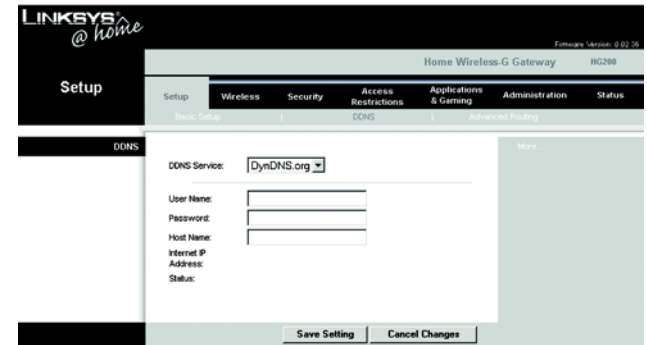 LINKSYS®
@ home
Firmware Version: 0.02.36
Home Wireless-G Gateway HG200
Setup
Setup Wireless Security Access Restrictions Applications & Gaming Administration Status
Basic Setup | DDNS | Advanced Routing
DDNS
More...
DDNS Service: DynDNS.org
User Name:
Password:
Host Name:
Internet IP
Address:
Status:
Save Setting Cancel Changes